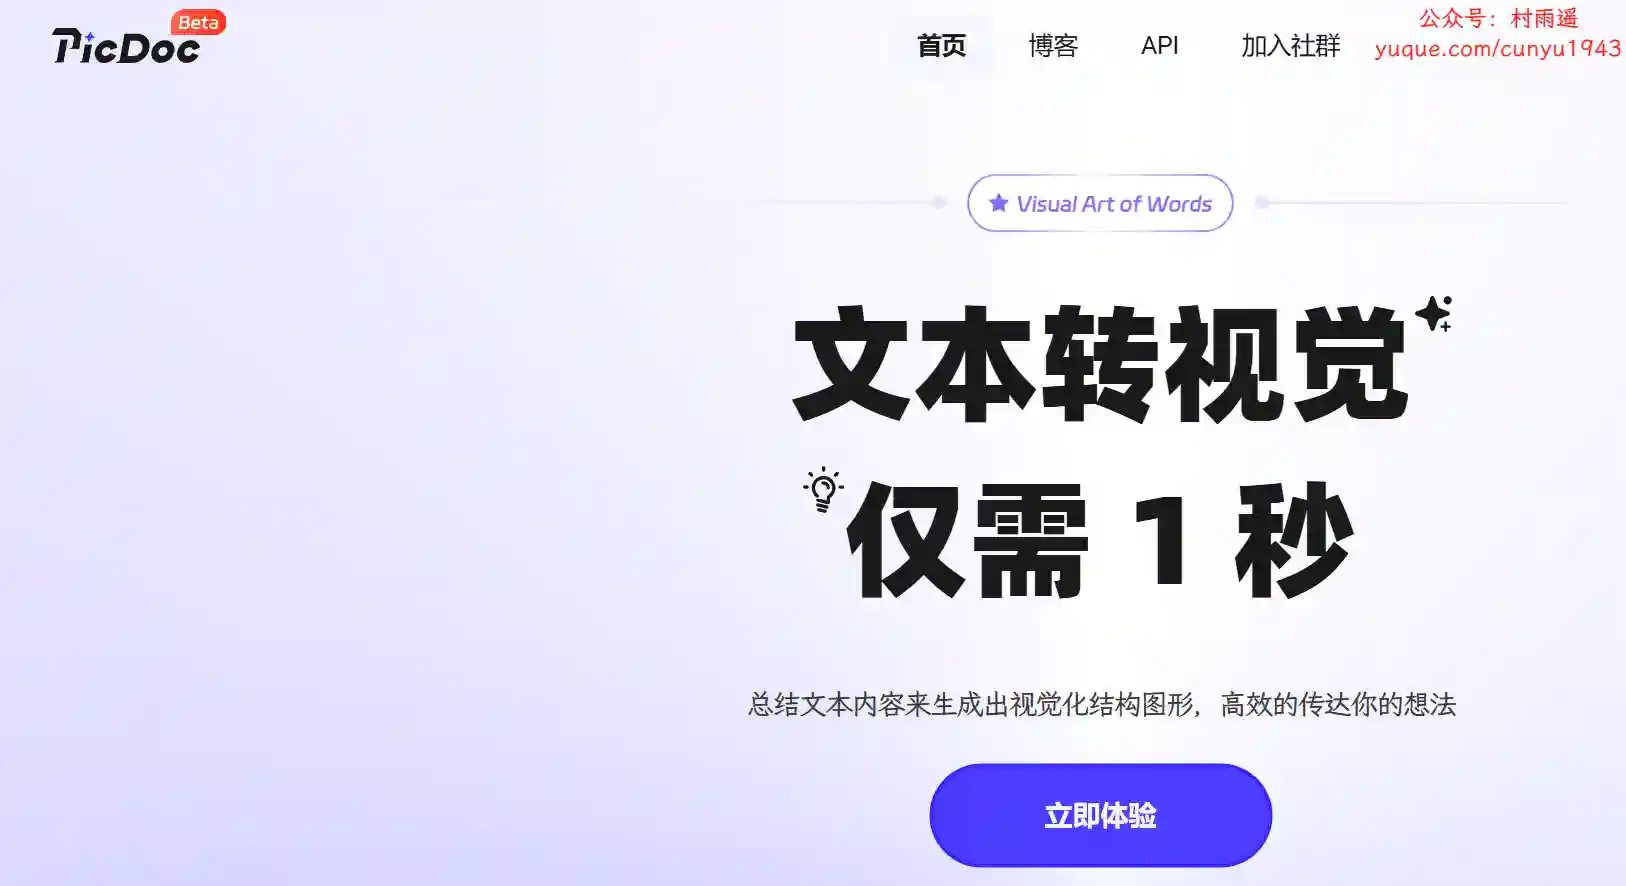 PicDoc Beta
首页 博客 API 加入社群
公众号：村雨遥
yuque.com/cunyu1943
Visual Art of Words
文本转视觉
仅需 1 秒
总结文本内容来生成出视觉化结构图形，高效的传达你的想法
立即体验